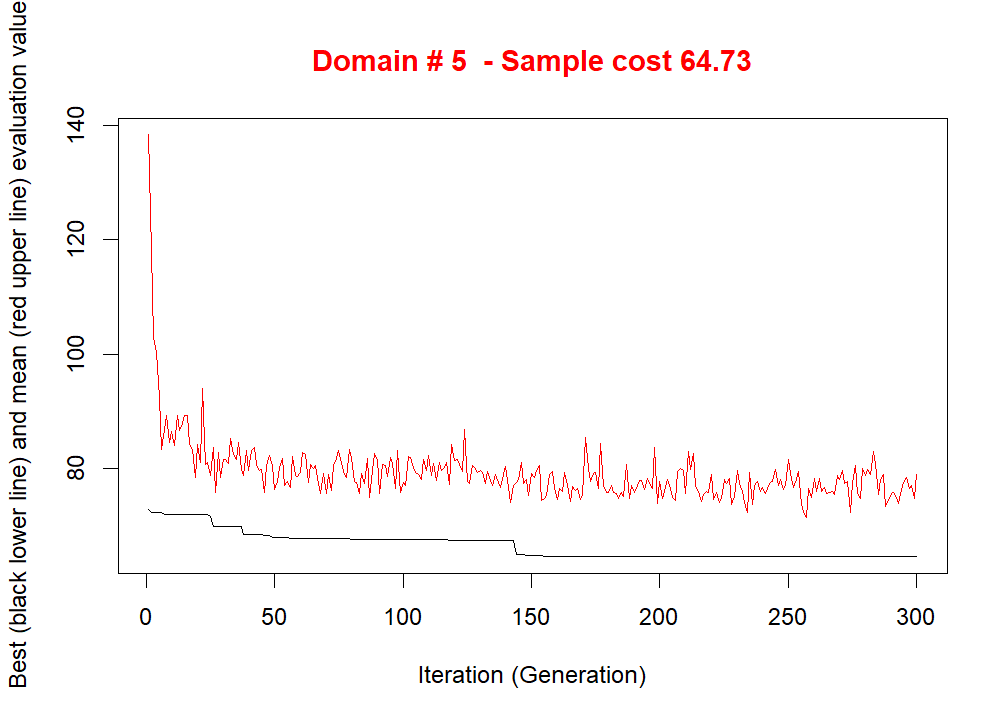 Domain # 5  - Sample cost 64.73
Best (black lower line) and mean (red upper line) evaluation value
140
120
100
80
0 50 100 150 200 250 300
Iteration (Generation)